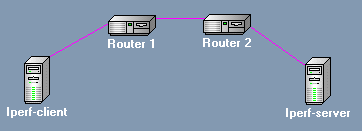 Router 1
Router 2
Iperf-client
Iperf-server